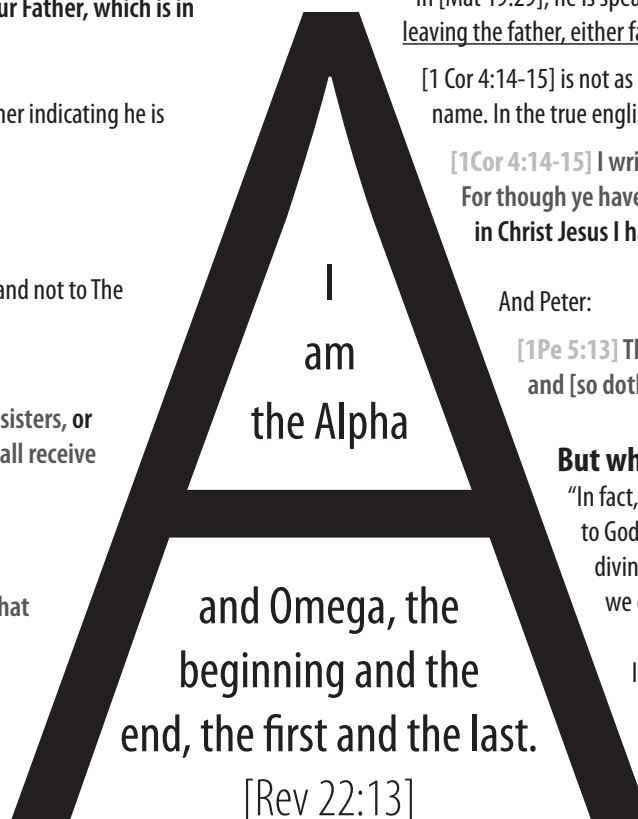 ur Father, which is in
her indicating he is
and not to The
sisters, or
all receive
hat
I
am
the Alpha
and Omega, the
beginning and the
end, the first and the last.
[Rev 22:13]
In [Mat 19:29], he is spea
leaving the father, either fa
[1 Cor 4:14-15] is not as
name. In the true englis
[1Cor 4:14-15] I wri
For though ye have
in Christ Jesus I ha
And Peter:
[1Pe 5:13] Th
and [so doth
But wh
"In fact,
to God
divin
we
I